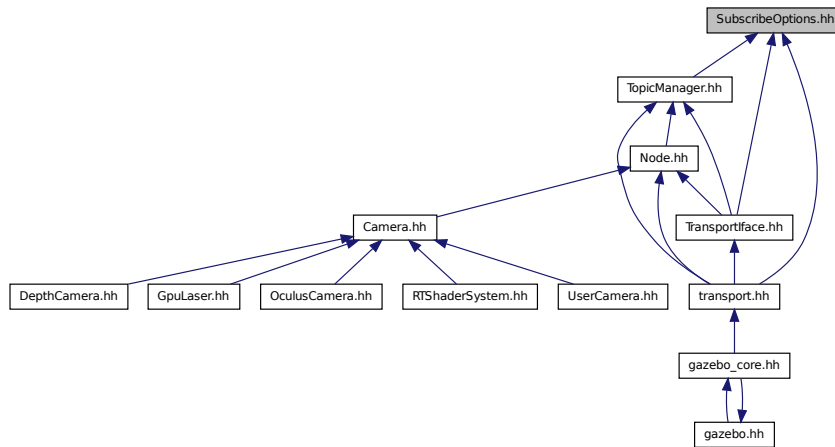 SubscribeOptions.hh
TopicManager.hh
Node.hh
Camera.hh
TransportIface.hh
DepthCamera.hh
GpuLaser.hh
OculusCamera.hh
RTShaderSystem.hh
UserCamera.hh
transport.hh
gazebo_core.hh
gazebo.hh